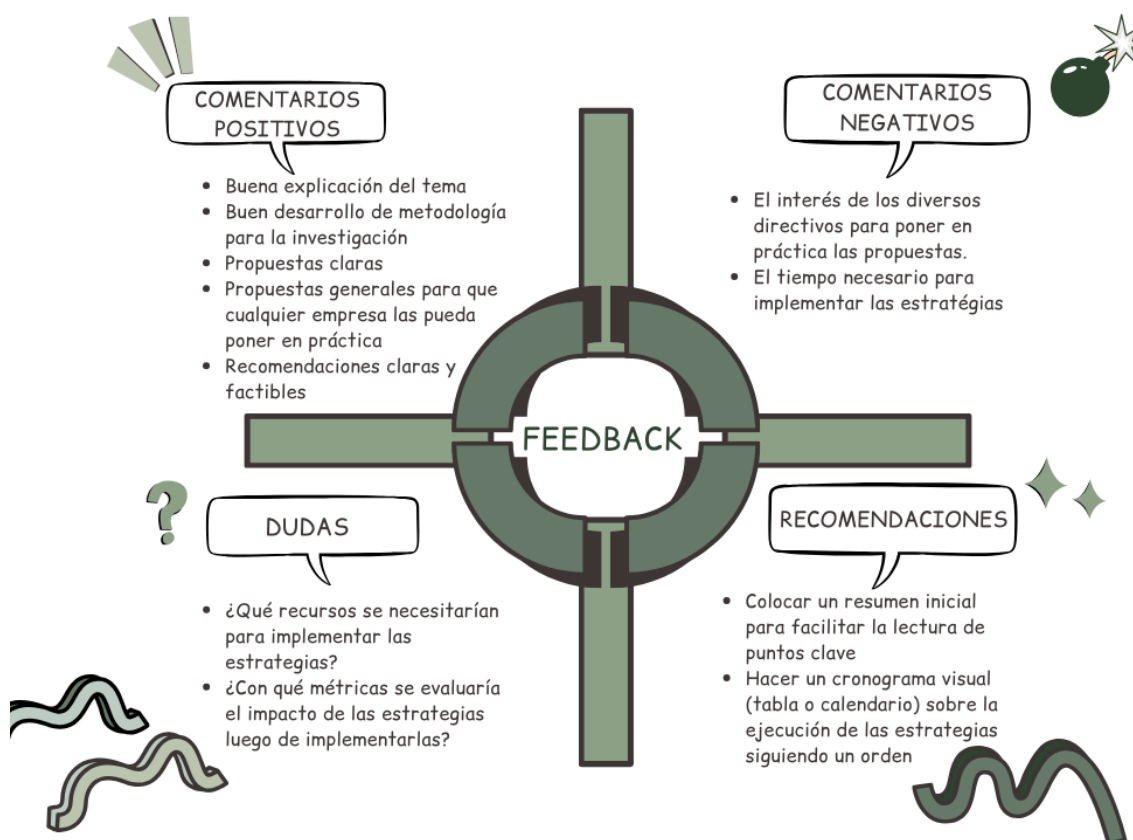 COMENTARIOS
POSITIVOS
• Buena explicación del tema
• Buen desarrollo de metodología
para la investigación
• Propuestas claras
• Propuestas generales para que
cualquier empresa las pueda
poner en práctica
• Recomendaciones claras y
factibles
COMENTARIOS
NEGATIVOS
• El interés de los diversos
directivos para poner en
práctica las propuestas.
• El tiempo necesario para
implementar las estratégias
FEEDBACK
?
DUDAS
• ¿Qué recursos se necesitarían
para implementar las
estrategias?
• ¿Con qué métricas se evaluaría
el impacto de las estrategias
luego de implementarlas?
RECOMENDACIONES
• Colocar un resumen inicial
para facilitar la lectura de
puntos clave
• Hacer un cronograma visual
(tabla o calendario) sobre la
ejecución de las estrategias
siguiendo un orden